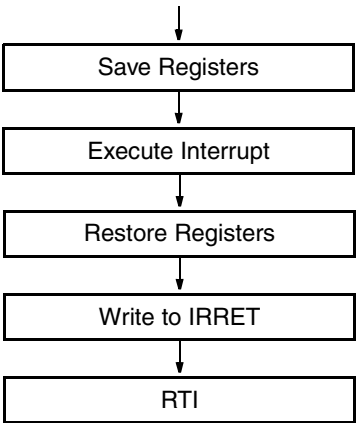 Save Registers
Execute Interrupt
Restore Registers
Write to IRRET
RTI